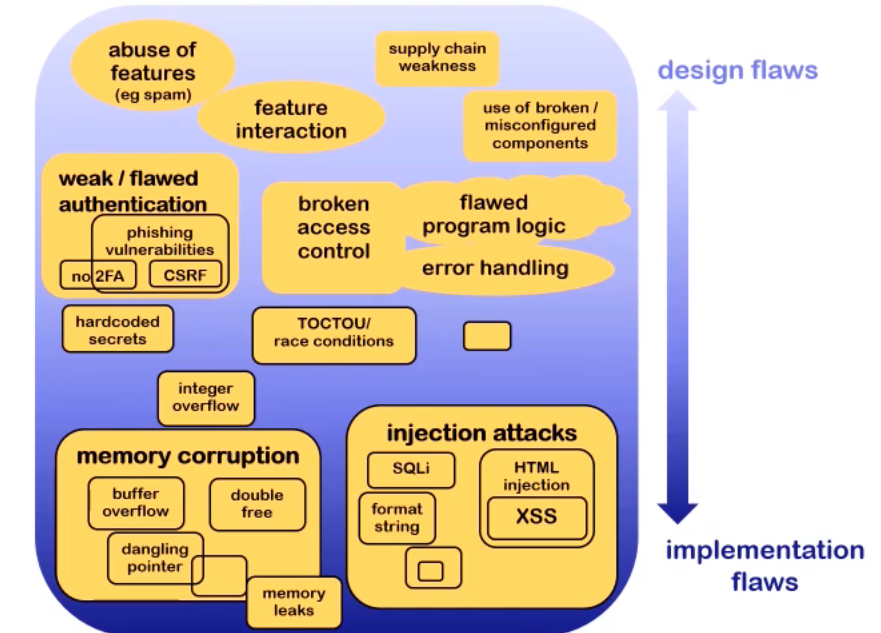 abuse of
features
(eg spam)
supply chain
weakness
design flaws
feature
interaction
use of broken /
misconfigured
components
weak / flawed
authentication
phishing
vulnerabilities
no 2FA
CSRF
broken
access
control
flawed
program logic
error handling
hardcoded
secrets
TOCTOU/
race conditions
integer
overflow
memory corruption
buffer
overflow
double
free
dangling
pointer
memory
leaks
injection attacks
SQLi
HTML
injection
XSS
format
string
implementation
flaws